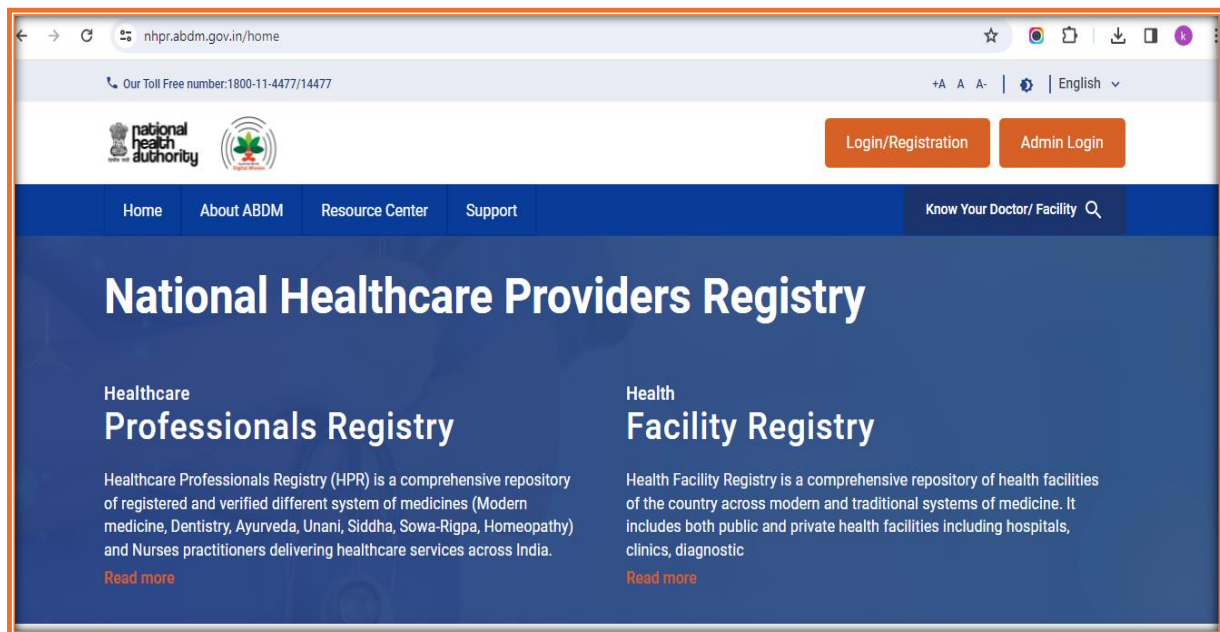 nhpr.abdm.gov.in/home
k
Our Toll Free number:1800-11-4477/14477
+A A A- | English
national
health
authority
Login/Registration Admin Login
Home About ABDM Resource Center Support Know Your Doctor/ Facility
National Healthcare Providers Registry
Healthcare
Professionals Registry
Healthcare Professionals Registry (HPR) is a comprehensive repository
of registered and verified different system of medicines (Modern
medicine, Dentistry, Ayurveda, Unani, Siddha, Sowa-Rigpa, Homeopathy)
and Nurses practitioners delivering healthcare services across India.
Read more
Health
Facility Registry
Health Facility Registry is a comprehensive repository of health facilities
of the country across modern and traditional systems of medicine. It
includes both public and private health facilities including hospitals,
clinics, diagnostic
Read more